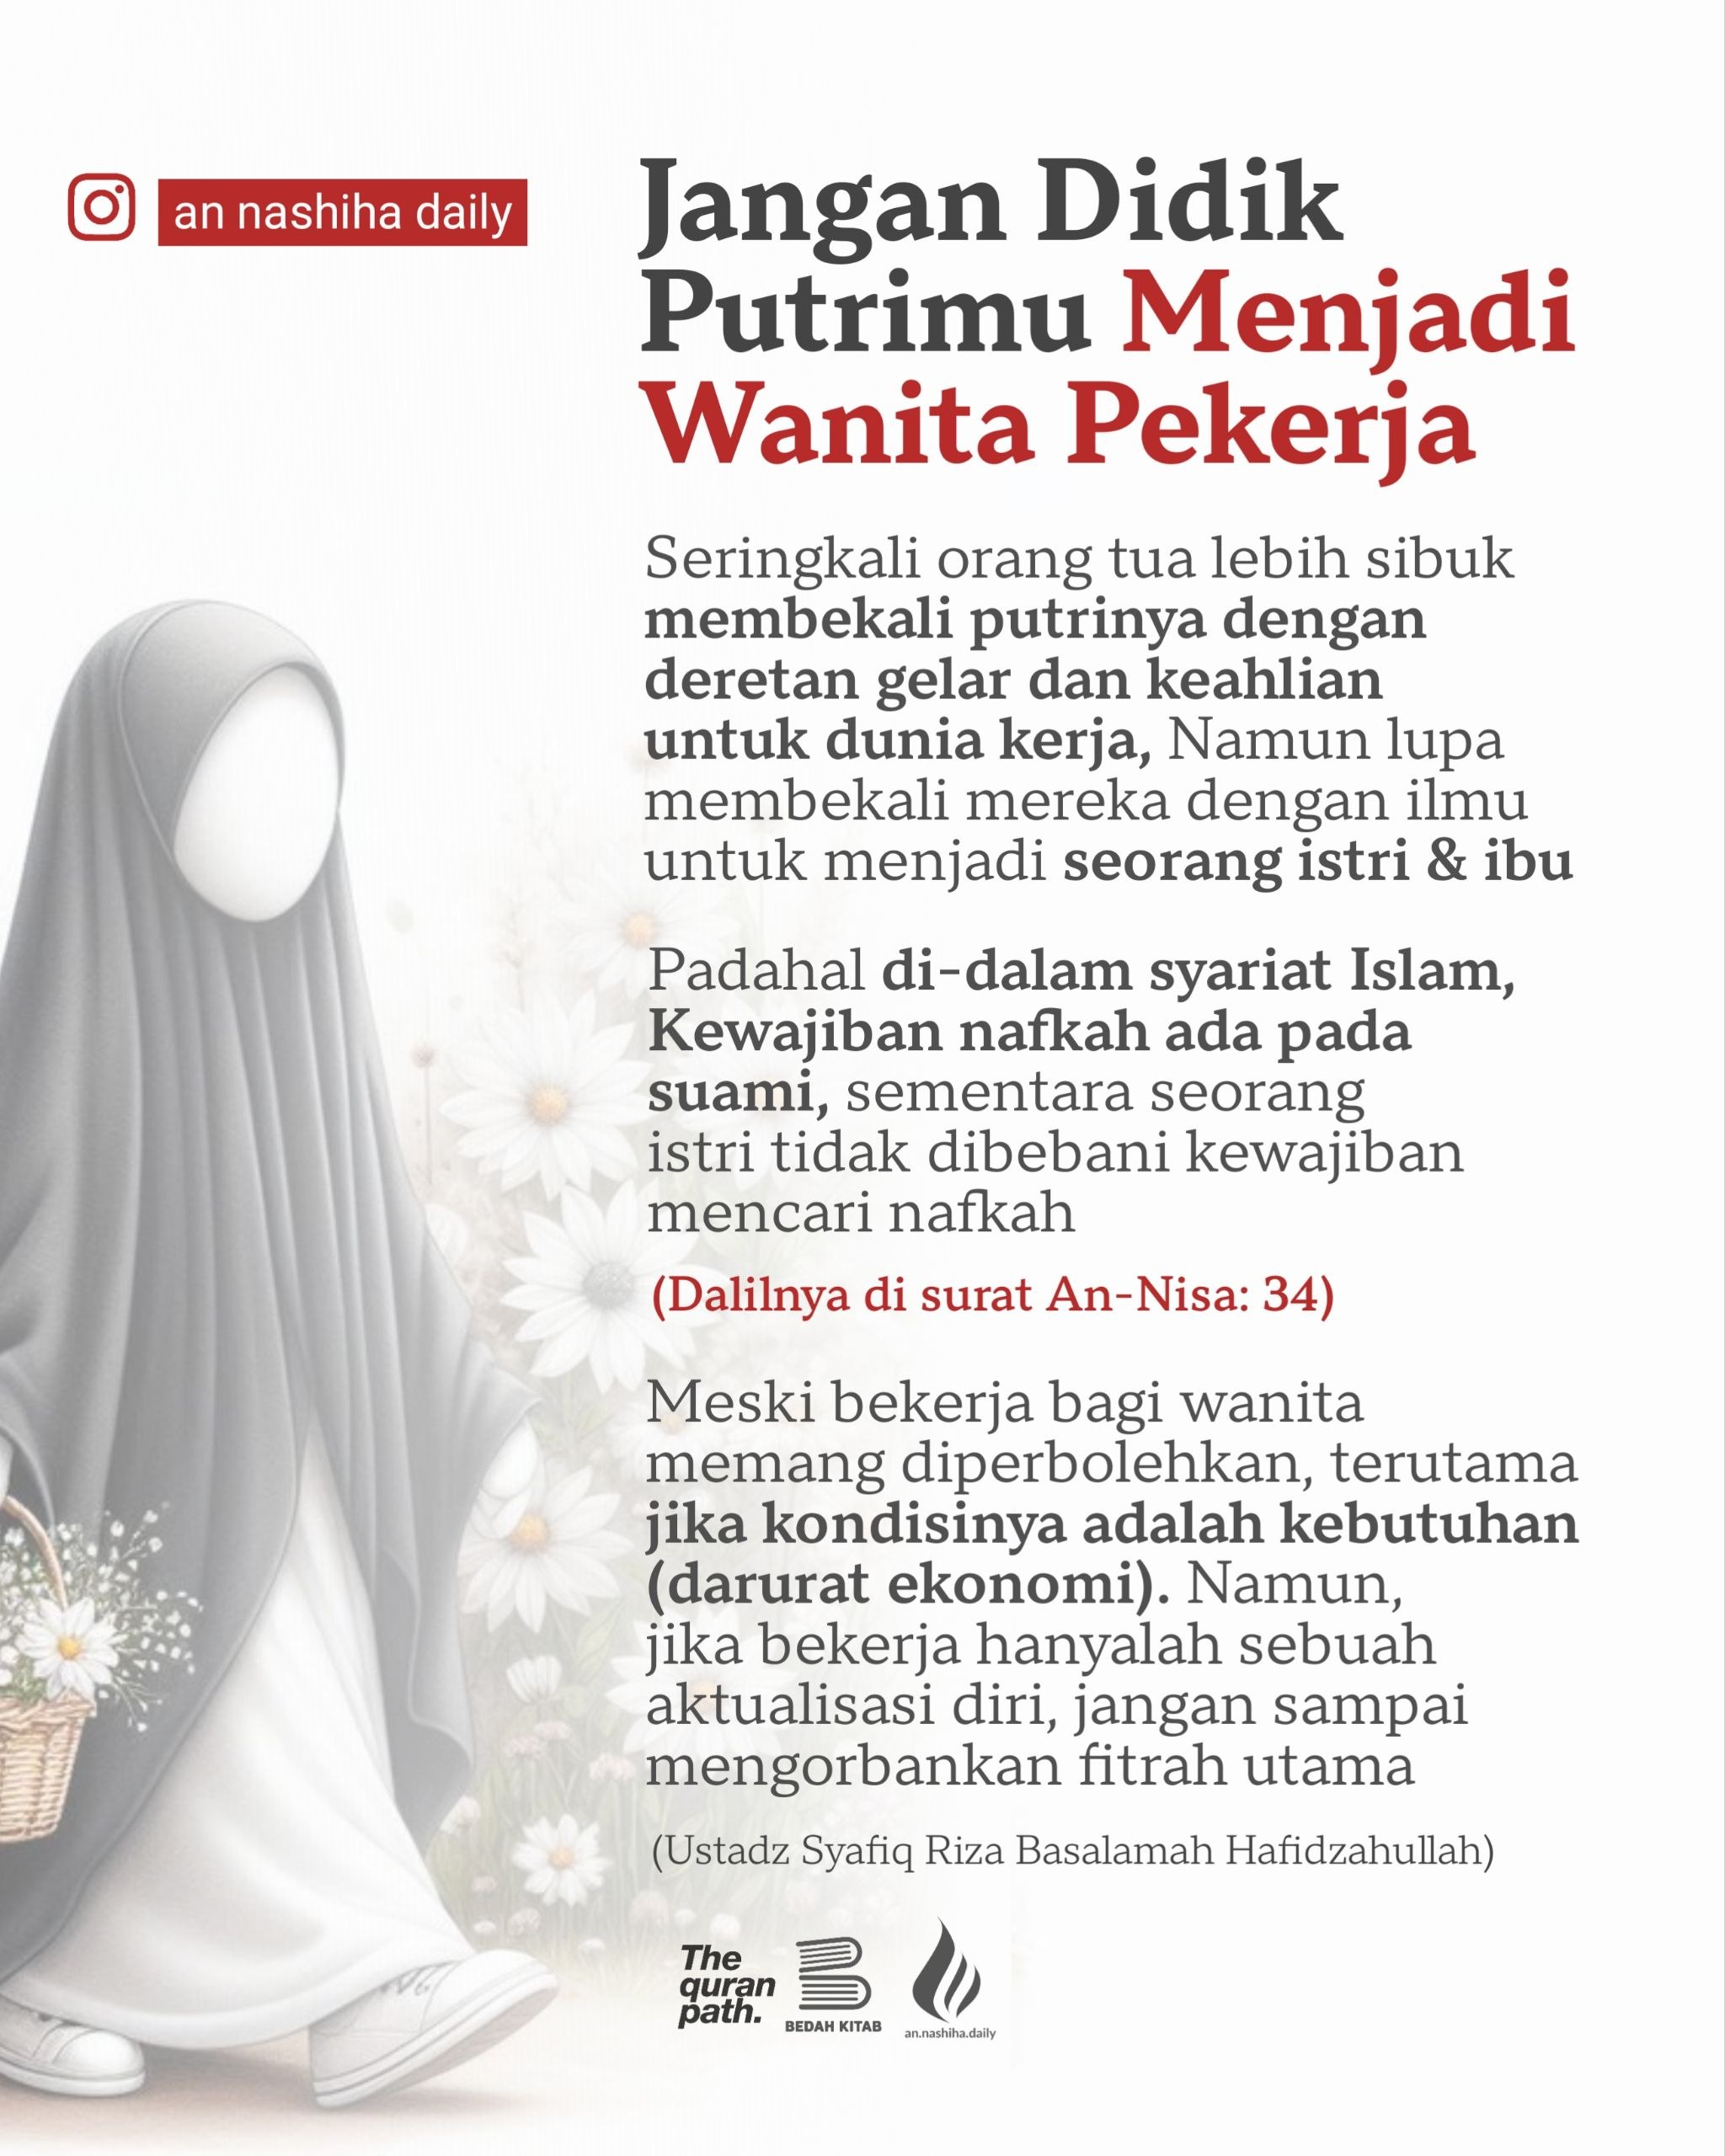 an nashiha daily
Jangan Didik
Putrimu Menjadi
Wanita Pekerja
Seringkali orang tua lebih sibuk
membekali putrinya dengan
deretan gelar dan keahlian
untuk dunia kerja, Namun lupa
membekali mereka dengan ilmu
untuk menjadi seorang istri & ibu
Padahal di-dalam syariat Islam,
Kewajiban nafkah ada pada
suami, sementara seorang
istri tidak dibebani kewajiban
mencari nafkah
(Dalilnya di surat An-Nisa: 34)
Meski bekerja bagi wanita
memang diperbolehkan, terutama
jika kondisinya adalah kebutuhan
(darurat ekonomi). Namun,
jika bekerja hanyalah sebuah
aktualisasi diri, jangan sampai
mengorbankan fitrah utama
(Ustadz Syafiq Riza Basalamah Hafidzahullah)
The
quran
path.
BEDAH KITAB
an.nashiha.daily